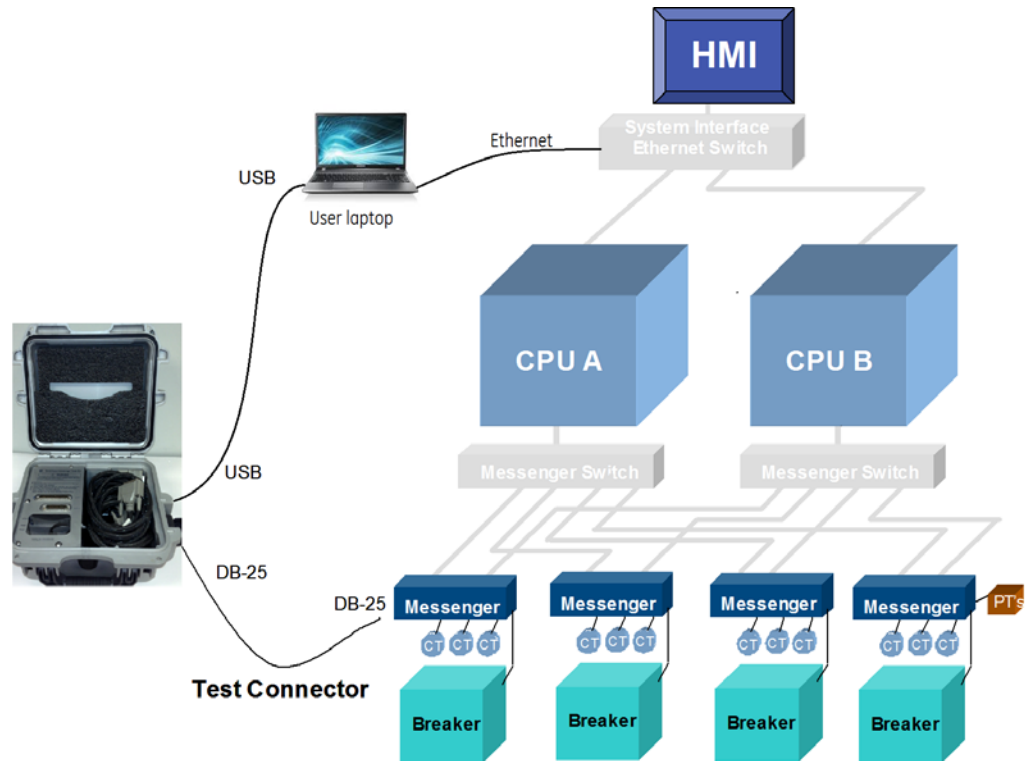 HMI
System Interface
Ethernet Switch
Ethernet
USB
User laptop
CPU A
CPU B
Messenger Switch
Messenger Switch
USB
DB-25
DB-25
Messenger
Messenger
Messenger
Messenger
PT's
CT CT CT
CT CT CT
CT CT CT
CT CT CT
Test Connector
Breaker
Breaker
Breaker
Breaker